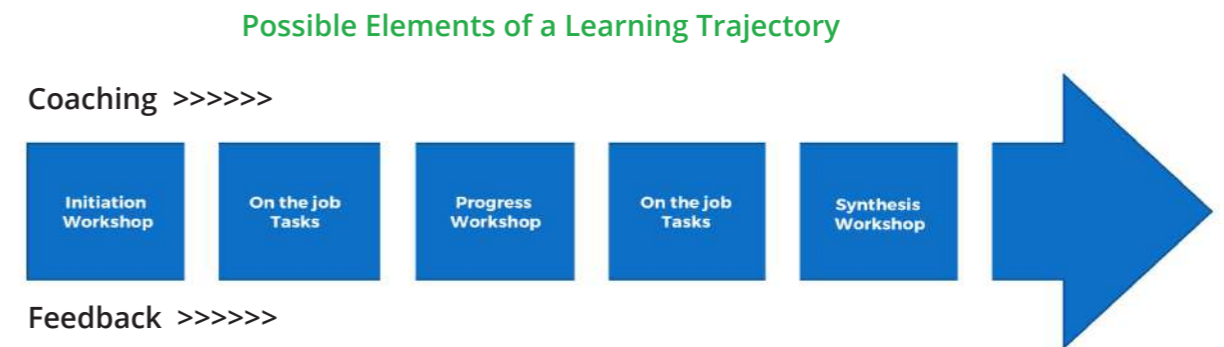 Possible Elements of a Learning Trajectory
Coaching >>>>>>
Initiation
Workshop
On the job
Tasks
Progress
Workshop
On the job
Tasks
Synthesis
Workshop
Feedback >>>>>>